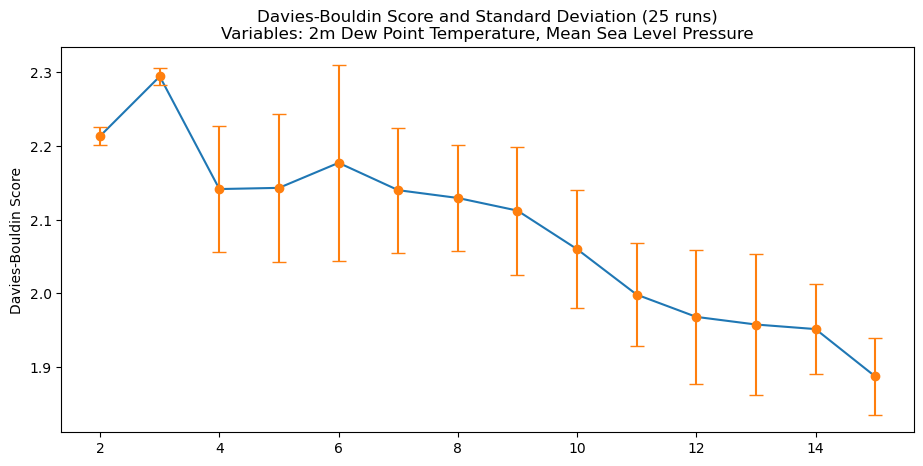 Davies-Bouldin Score and Standard Deviation (25 runs)
Variables: 2m Dew Point Temperature, Mean Sea Level Pressure
Davies-Bouldin Score
2.3
2.2
2.1
2.0
1.9
2 4 6 8 10 12 14